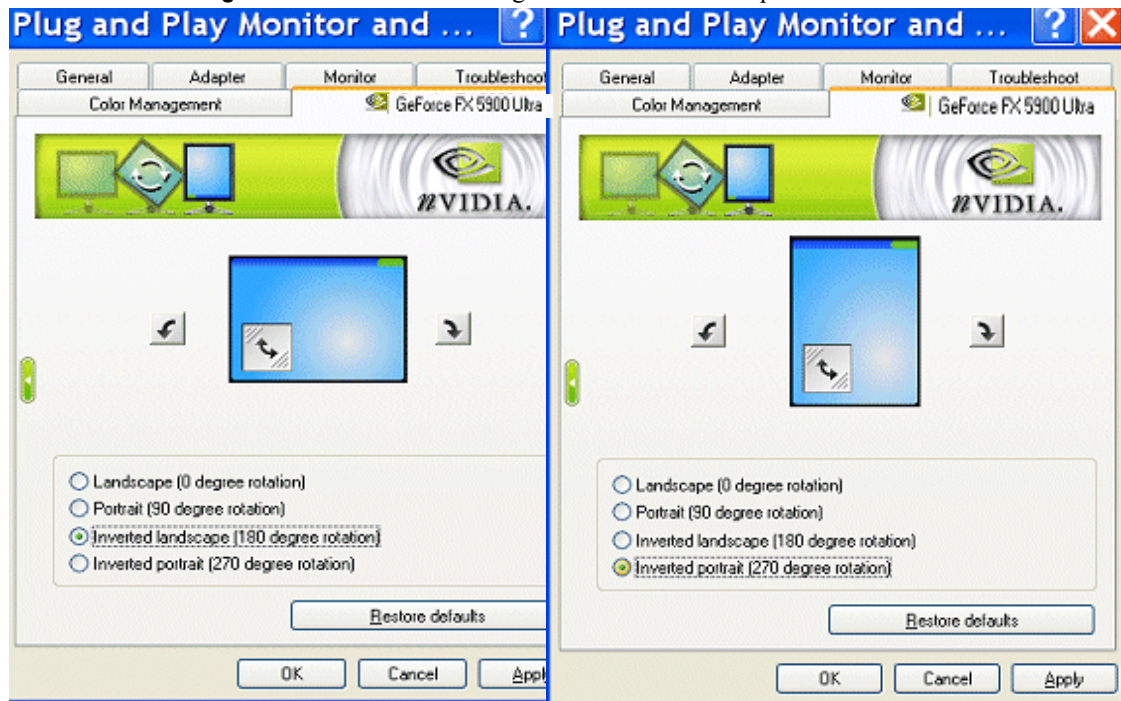 Plug and Play Monitor and ... ?
General Adapter Monitor Troubleshoot
Color Management GeForce FX 5900 Ultra
nVIDIA.
Landscape (0 degree rotation)
Portrait (90 degree rotation)
Inverted landscape (180 degree rotation)
Inverted portrait (270 degree rotation)
Restore defaults
OK Cancel Appl
Plug and Play Monitor and ... ?
General Adapter Monitor Troubleshoot
Color Management GeForce FX 5900 Ultra
nVIDIA.
Landscape (0 degree rotation)
Portrait (90 degree rotation)
Inverted landscape (180 degree rotation)
Inverted portrait (270 degree rotation)
Restore defaults
OK Cancel Apply